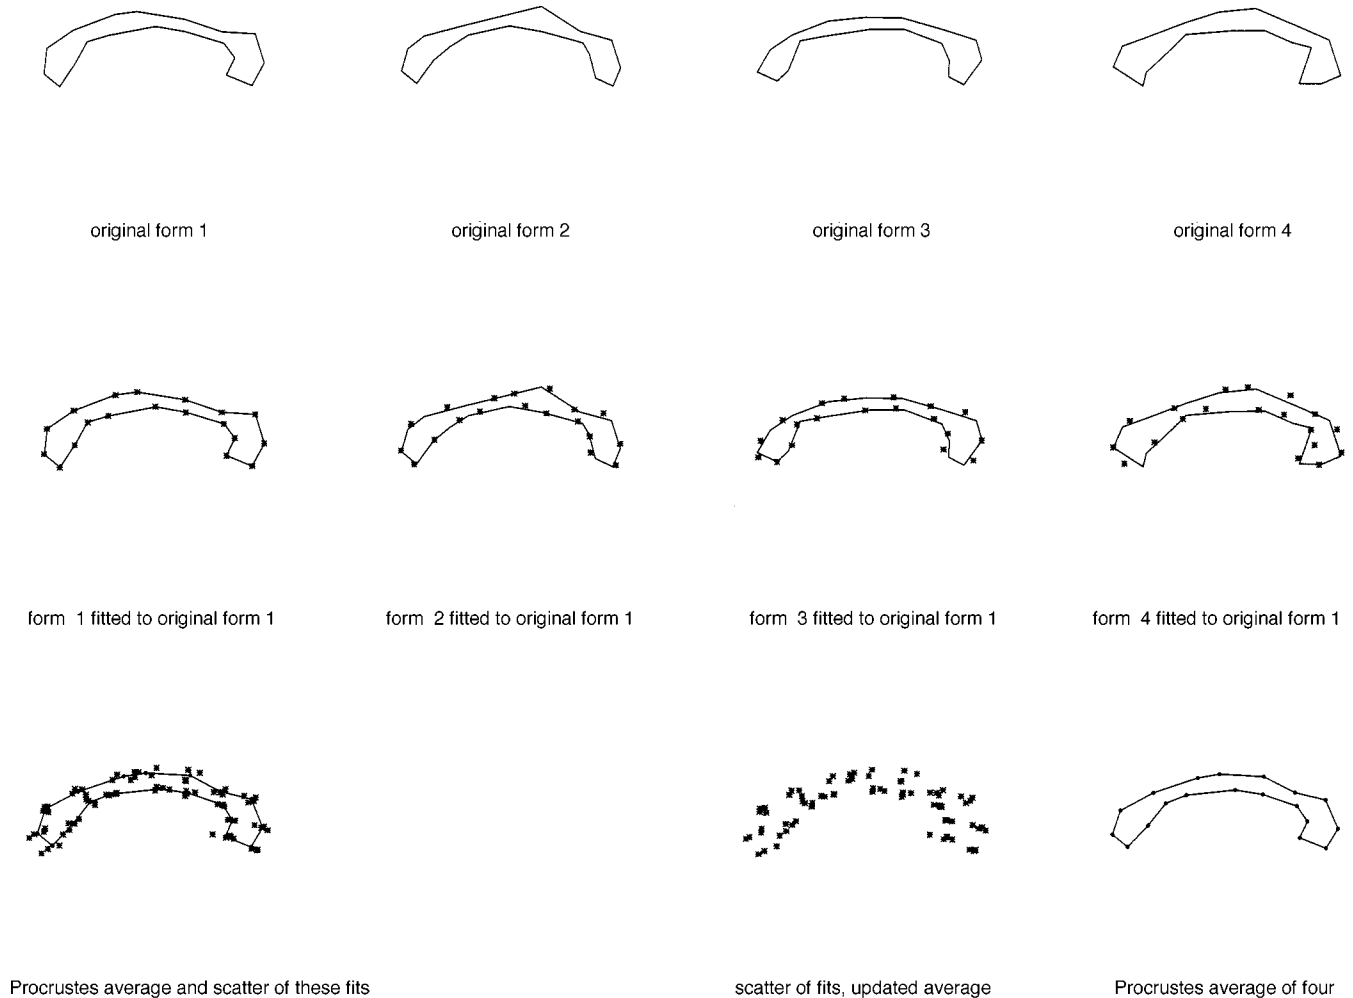 original form 1
original form 2
original form 3
original form 4
form 1 fitted to original form 1
form 2 fitted to original form 1
form 3 fitted to original form 1
form 4 fitted to original form 1
Procrustes average and scatter of these fits
scatter of fits, updated average
Procrustes average of four